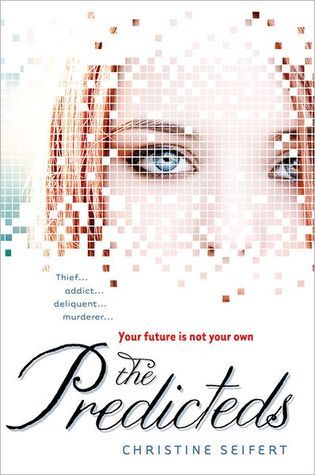 Thief...
addict...
deliquent...
murderer...
Your future is not your own
the
Predicteds
CHRISTINE SEIFERT